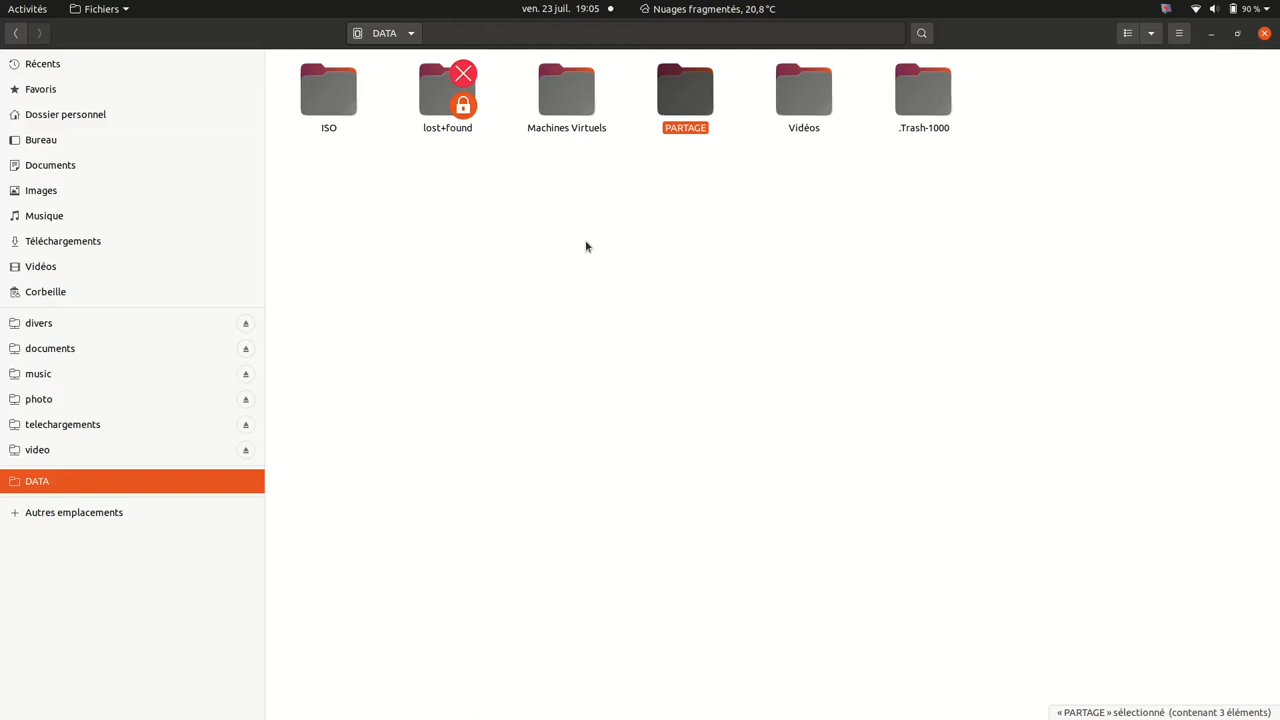 Activités
Fichiers
ven. 23 juil. 19:05
Nuages fragmentés, 20,8 °C
90 %
DATA
Récents
Favoris
Dossier personnel
Bureau
Documents
Images
Musique
Téléchargements
Vidéos
Corbeille
divers
documents
music
photo
telechargements
video
DATA
Autres emplacements
ISO
lost+found
Machines Virtuels
PARTAGE
Vidéos
.Trash-1000
« PARTAGE » sélectionné (contenant 3 éléments)